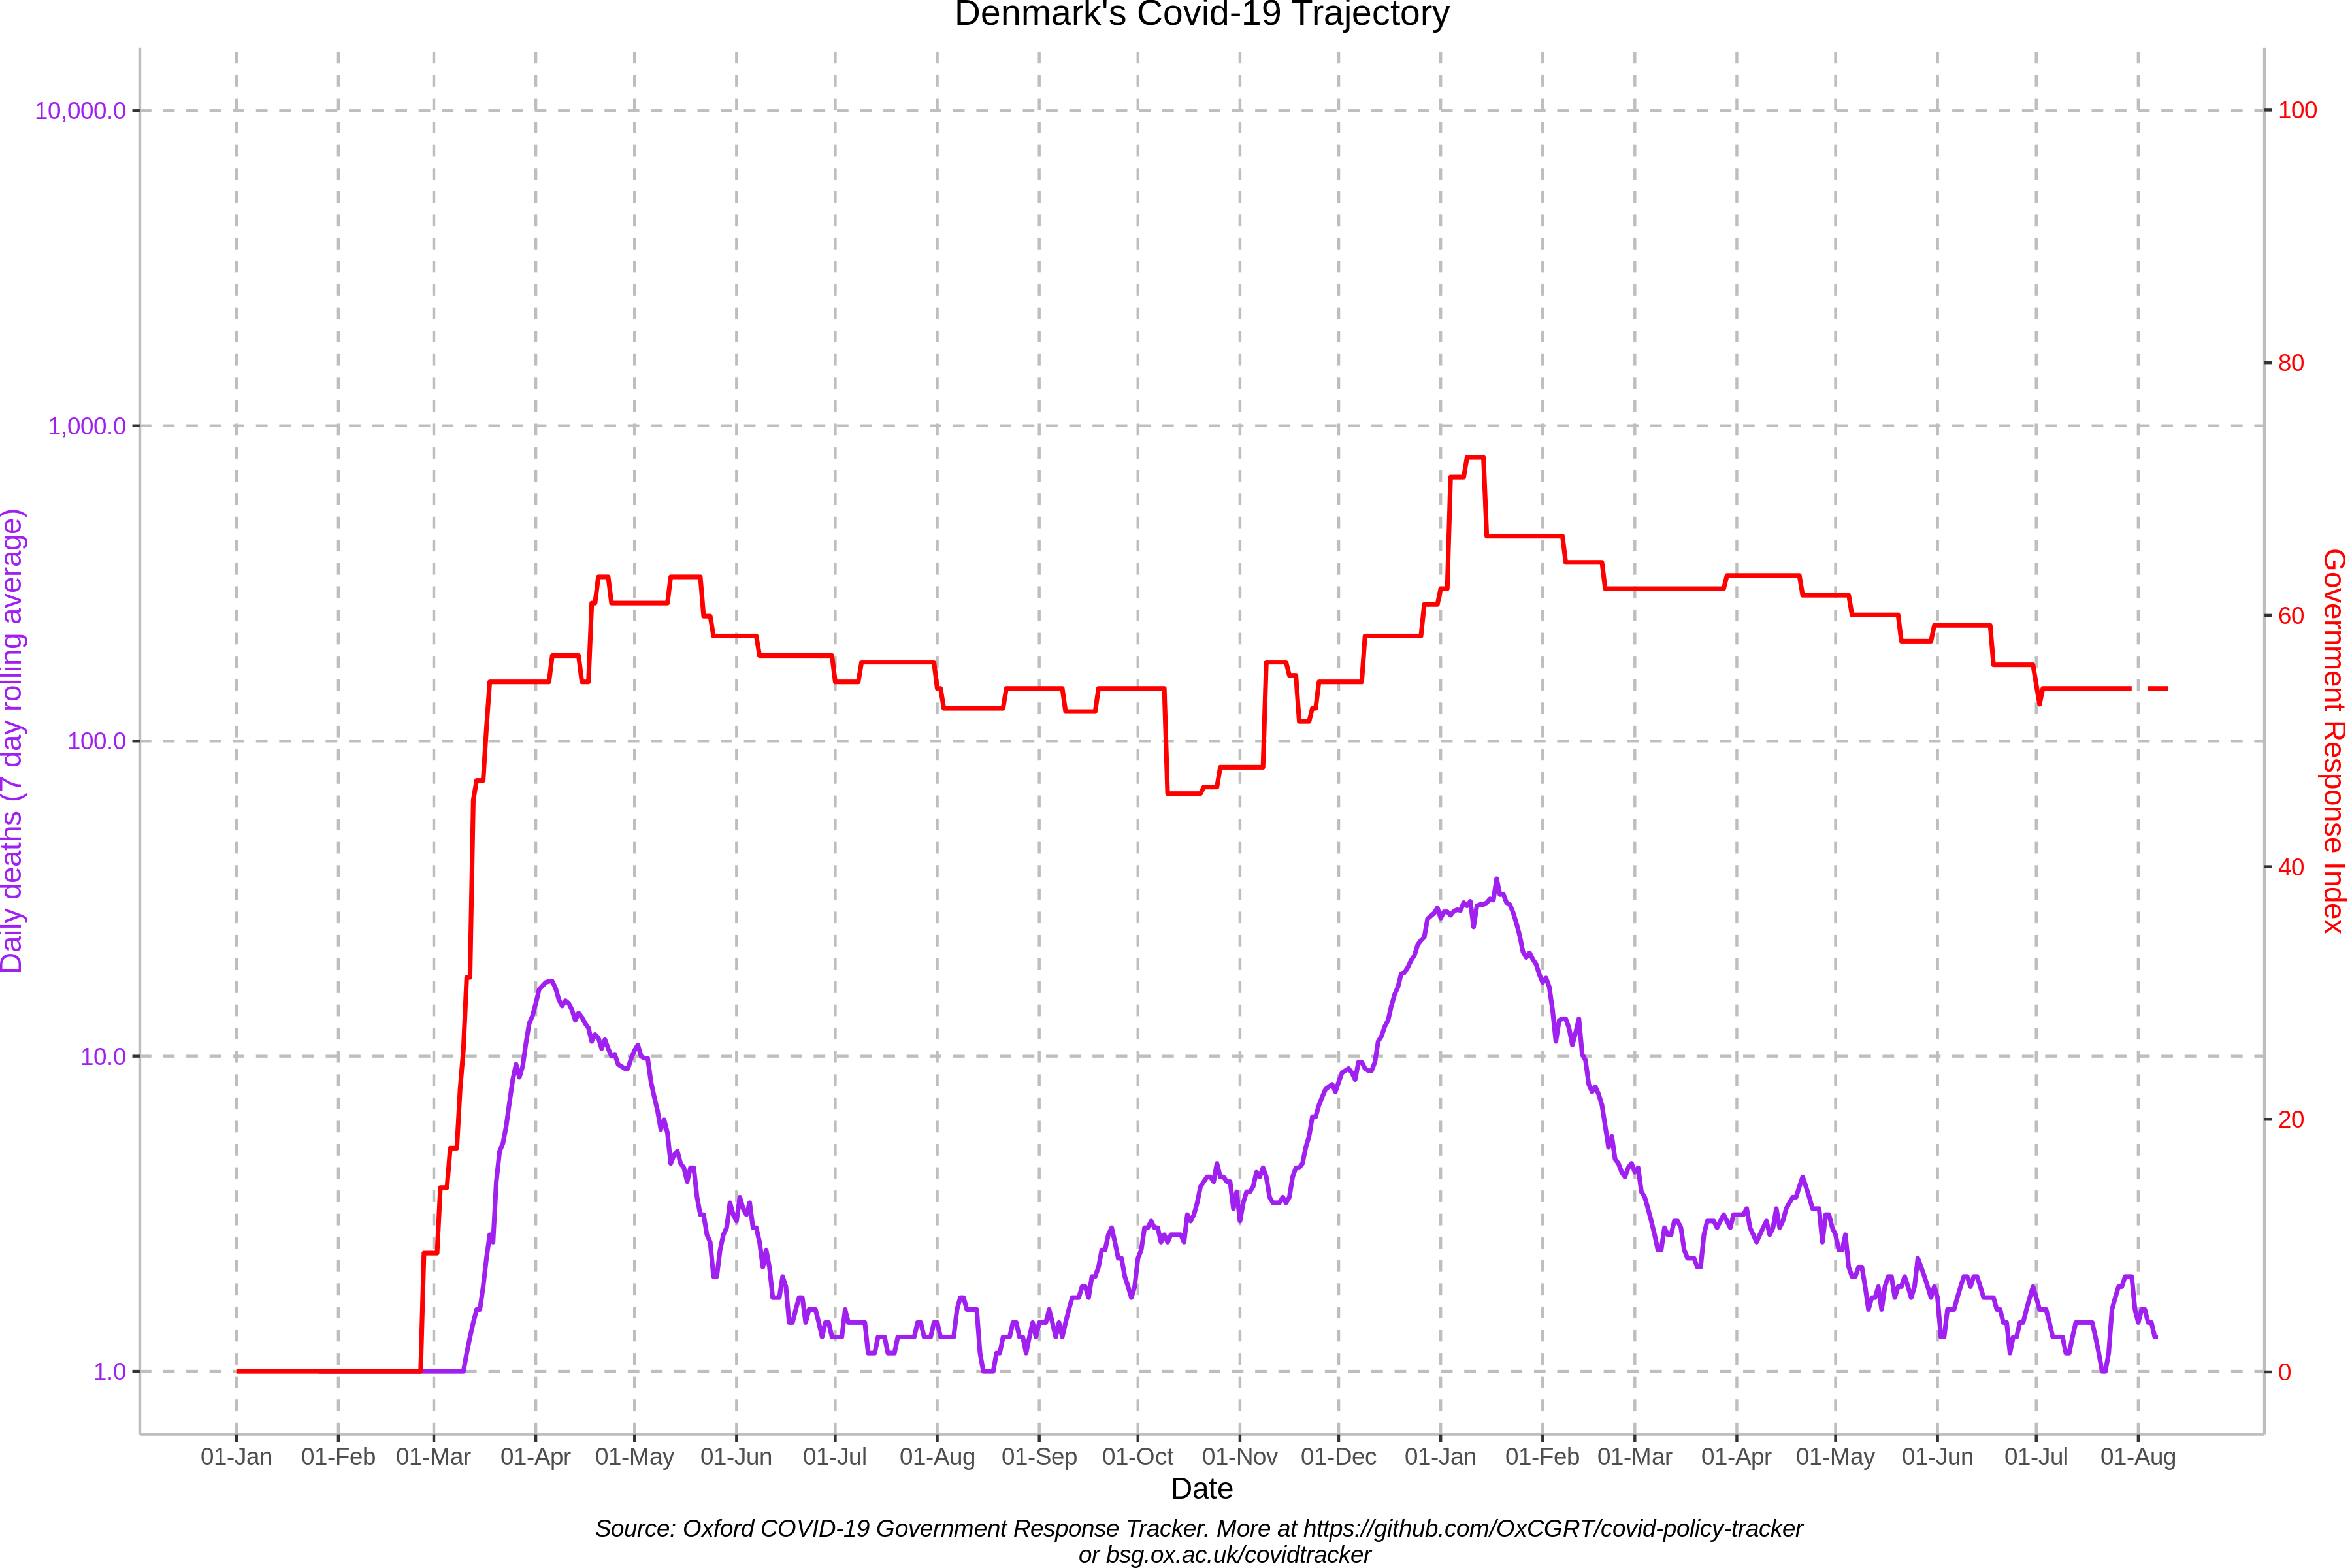 Denmark's Covid-19 Trajectory
10,000.0
1,000.0
100.0
10.0
1.0
Daily deaths (7 day rolling average)
100
80
60
40
20
0
Government Response Index
01-Jan 01-Feb 01-Mar 01-Apr 01-May 01-Jun 01-Jul 01-Aug 01-Sep 01-Oct 01-Nov 01-Dec 01-Jan 01-Feb 01-Mar 01-Apr 01-May 01-Jun 01-Jul 01-Aug
Date
Source: Oxford COVID-19 Government Response Tracker. More at https://github.com/OxCGRT/covid-policy-tracker
or bsg.ox.ac.uk/covidtracker